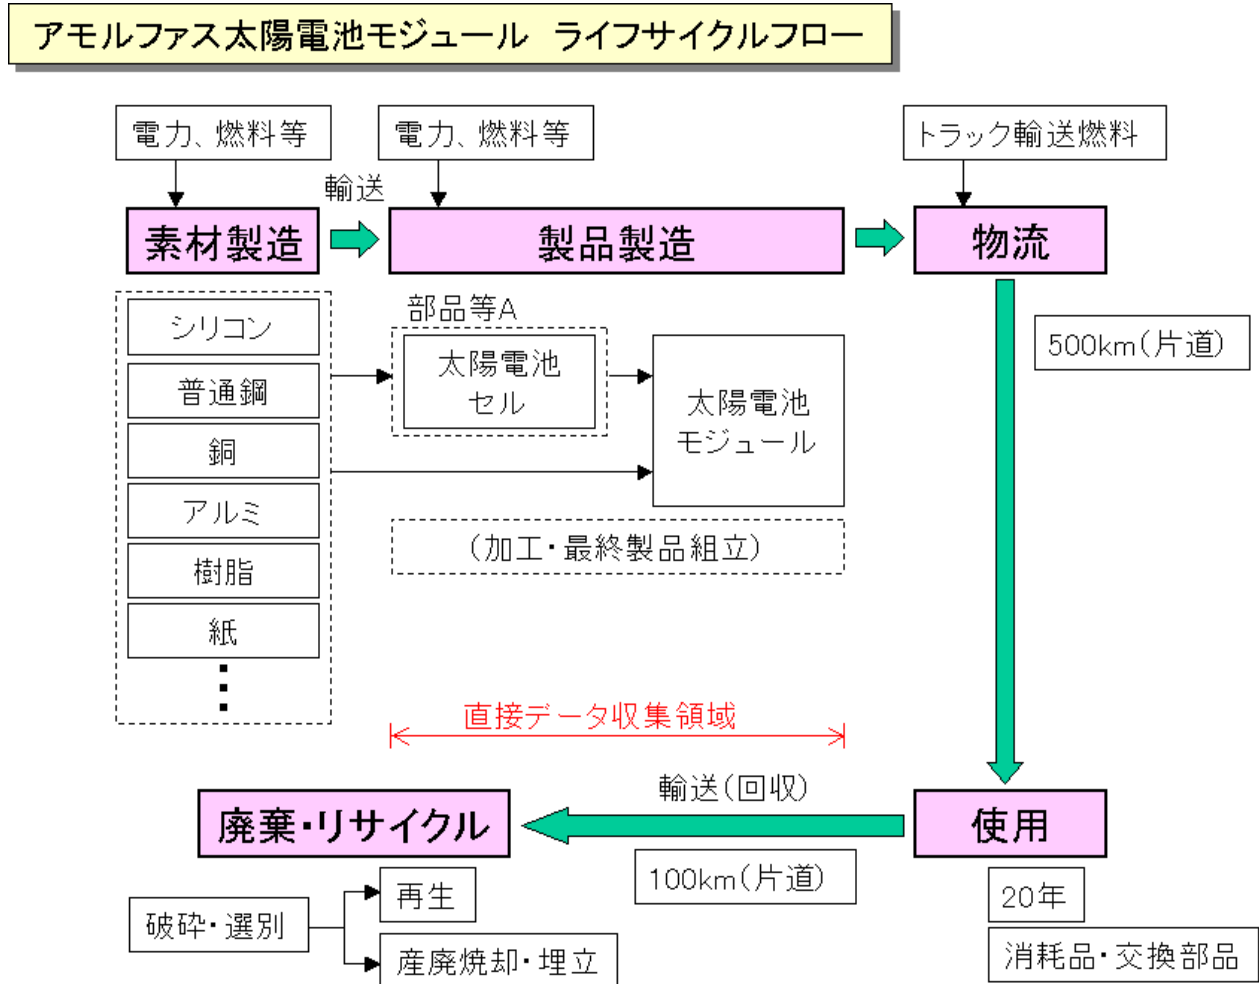 アモルファス太陽電池モジュール ライフサイクルフロー
電力、燃料等
電力、燃料等
トラック輸送燃料
輸送
素材製造
製品製造
物流
シリコン
普通鋼
銅
アルミ
樹脂
紙
部品等A
太陽電池
セル
太陽電池
モジュール
(加工・最終製品組立)
500km(片道)
直接データ収集領域
輸送(回収)
廃棄・リサイクル
使用
100km(片道)
20年
消耗品・交換部品
破砕・選別
再生
産廃焼却・埋立